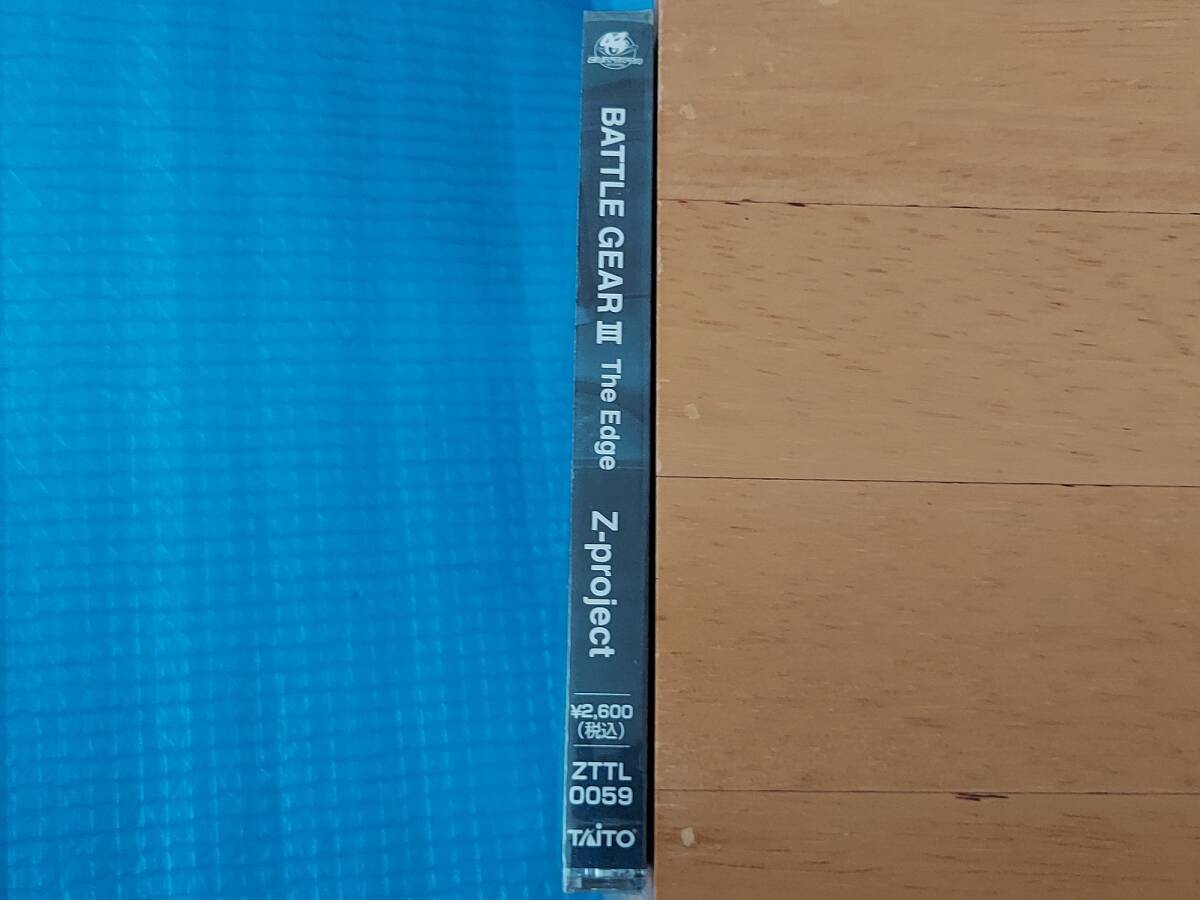 BATTLE GEAR III The Edge Z-project
¥2,600
(税込)
ZTTL
0059
TAITO